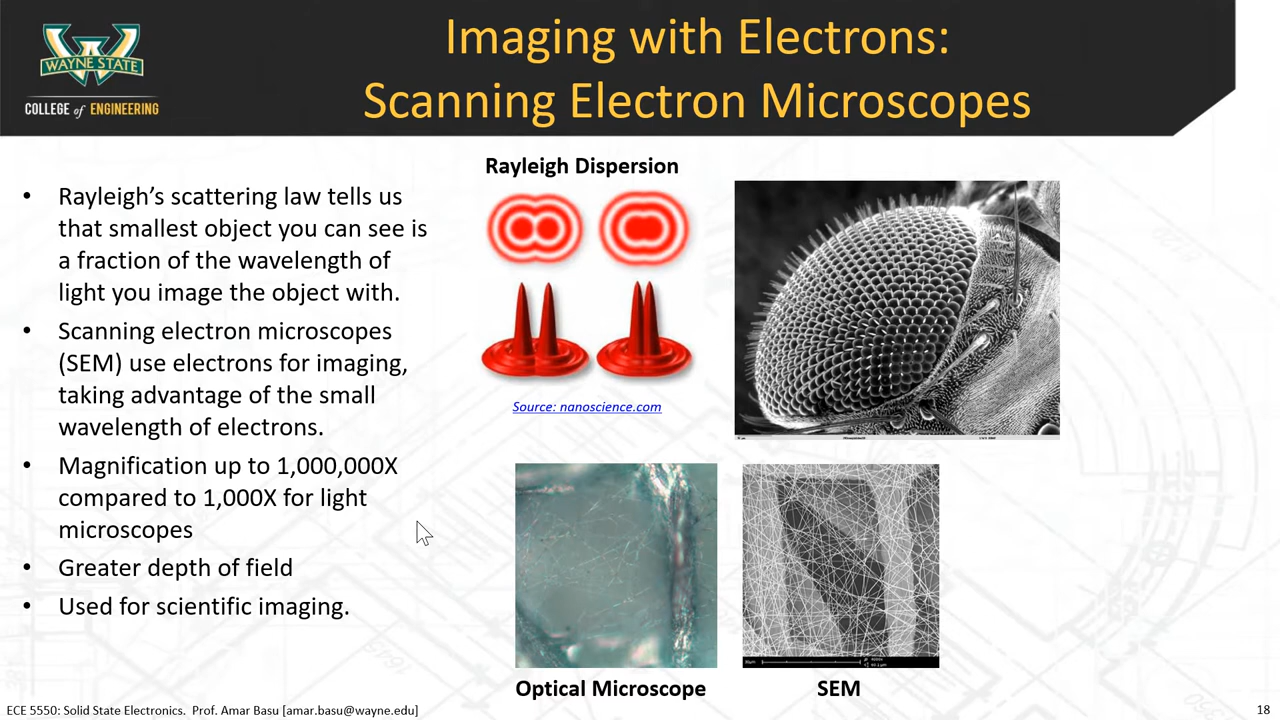 WAYNE STATE
COLLEGE of ENGINEERING
Imaging with Electrons:
Scanning Electron Microscopes
• Rayleigh’s scattering law tells us
that smallest object you can see is
a fraction of the wavelength of
light you image the object with.
• Scanning electron microscopes
(SEM) use electrons for imaging,
taking advantage of the small
wavelength of electrons.
• Magnification up to 1,000,000X
compared to 1,000X for light
microscopes
• Greater depth of field
• Used for scientific imaging.
Rayleigh Dispersion
Source: nanoscience.com
Optical Microscope
SEM
ECE 5550: Solid State Electronics. Prof. Amar Basu [amar.basu@wayne.edu]
18